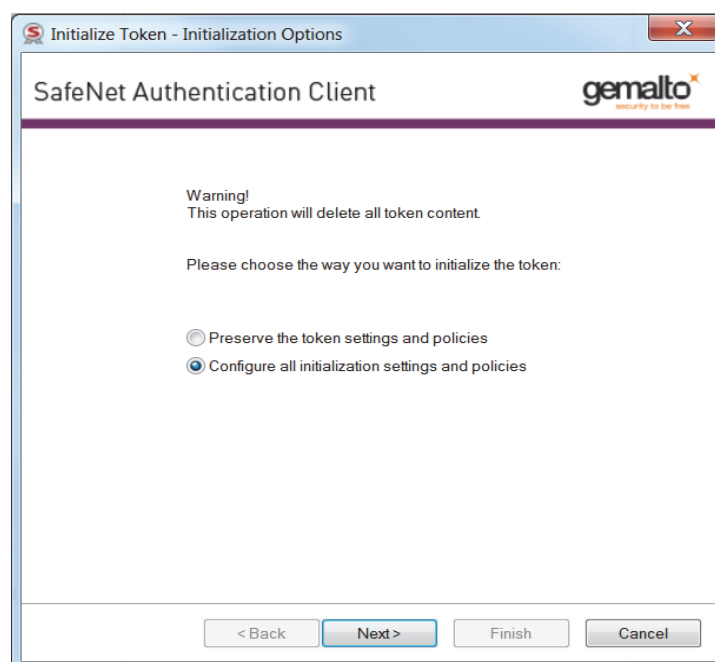 Initialize Token - Initialization Options
SafeNet Authentication Client
gemalto
security to be free
Warning!
This operation will delete all token content.
Please choose the way you want to initialize the token:
Preserve the token settings and policies
Configure all initialization settings and policies
< Back
Next >
Finish
Cancel